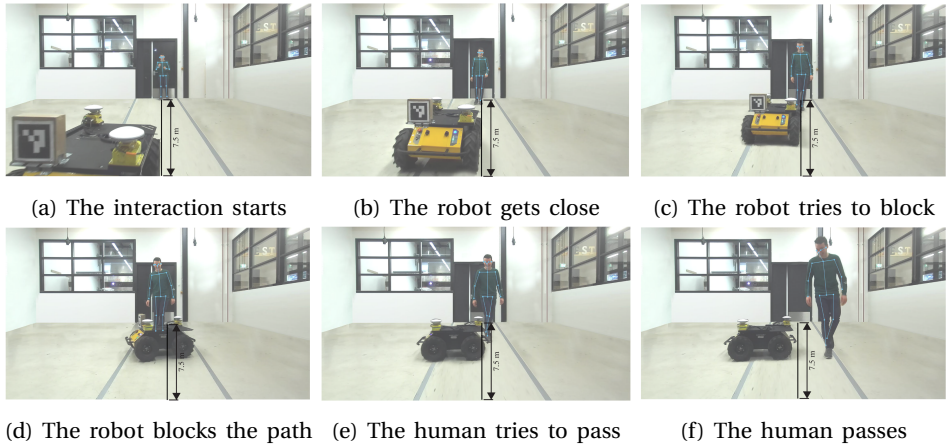 7.5 m
7.5 m
7.5 m
(a) The interaction starts
(b) The robot gets close
(c) The robot tries to block
7.5 m
7.5 m
7.5 m
(d) The robot blocks the path
(e) The human tries to pass
(f) The human passes